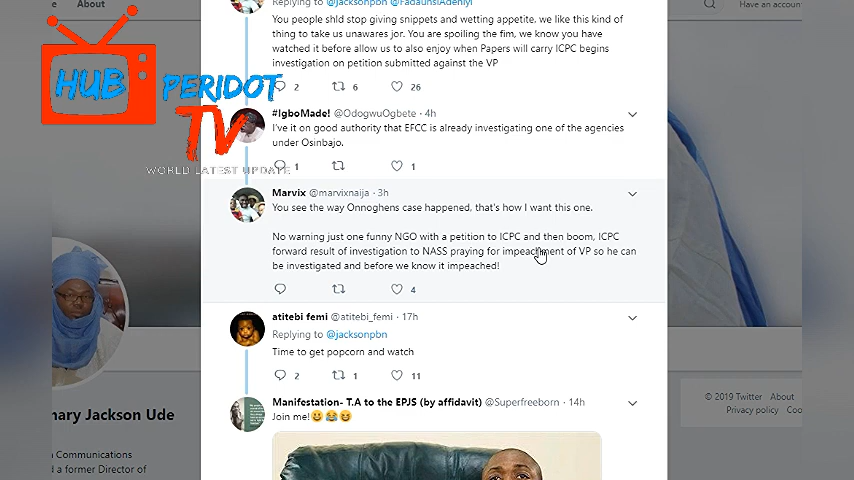 About
Have an account
Replying to @jacksonpbn @FadaunsiAdeniyi
You people shld stop giving snippets and wetting appetite, we like this kind of
thing to take us unawares jor. You are spoiling the fim, we know you have
watched it before allow us to also enjoy when Papers will carry ICPC begins
investigation on petition submitted against the VP
2 6 26
HUB PERIDOT
TV
WORLD LATEST UPDATE
#IgboMade! @OdogwuOgbete · 4h
I've it on good authority that EFCC is already investigating one of the agencies
under Osinbajo.
1 1
Marvix @marvixnaija · 3h
You see the way Onnoghens case happened, that's how I want this one.
No warning just one funny NGO with a petition to ICPC and then boom, ICPC
forward result of investigation to NASS praying for impeachment of VP so he can
be investigated and before we know it impeached!
4
atitebi femi @atitebi_femi · 17h
Replying to @jacksonpbn
Time to get popcorn and watch
2 1 11
Manifestation- T.A to the EPJS (by affidavit) @Superfreeborn · 14h
Join me!😀😂😆
© 2019 Twitter About
Privacy policy Coo
mary Jackson Ude
Communications
d a former Director of